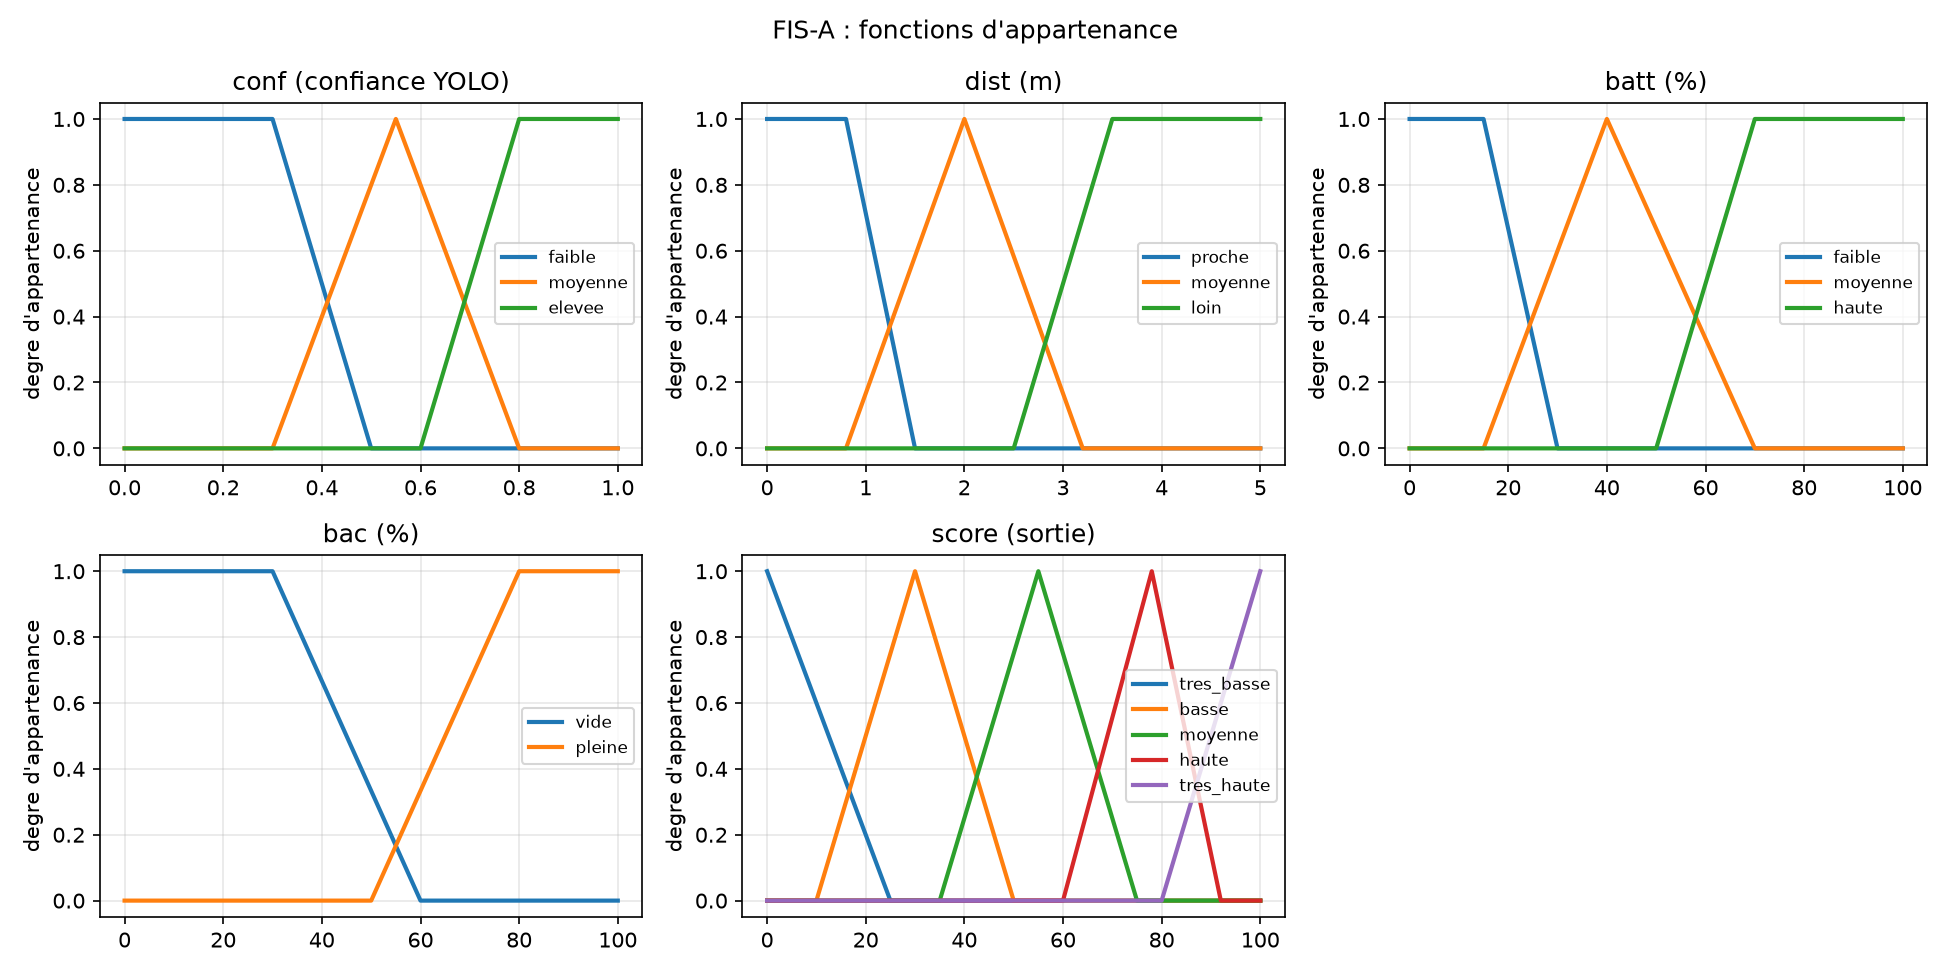 FIS-A : fonctions d'appartenance
conf (confiance YOLO)
degre d'appartenance
1.0
0.8
0.6
0.4
0.2
0.0
faible
moyenne
elevee
0.0 0.2 0.4 0.6 0.8 1.0
dist (m)
degre d'appartenance
1.0
0.8
0.6
0.4
0.2
0.0
proche
moyenne
loin
0 1 2 3 4 5
batt (%)
degre d'appartenance
1.0
0.8
0.6
0.4
0.2
0.0
faible
moyenne
haute
0 20 40 60 80 100
bac (%)
degre d'appartenance
1.0
0.8
0.6
0.4
0.2
0.0
vide
pleine
0 20 40 60 80 100
score (sortie)
degre d'appartenance
1.0
0.8
0.6
0.4
0.2
0.0
tres_basse
basse
moyenne
haute
tres_haute
0 20 40 60 80 100